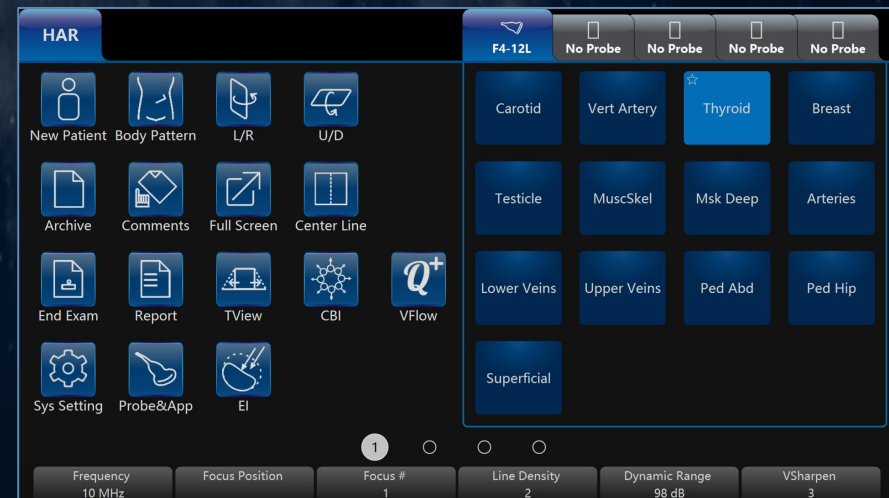 HAR
F4-12L No Probe No Probe No Probe No Probe
New Patient Body Pattern L/R U/D
Archive Comments Full Screen Center Line
End Exam Report TView CBI VFlow
Sys Setting Probe&App EI
Q+
Carotid Vert Artery Thyroid Breast
Testicle MuscSkel Msk Deep Arteries
Lower Veins Upper Veins Ped Abd Ped Hip
Superficial
1
Frequency Focus Position Focus # Line Density Dynamic Range VSharpen
10 MHz 1 2 98 dB 3